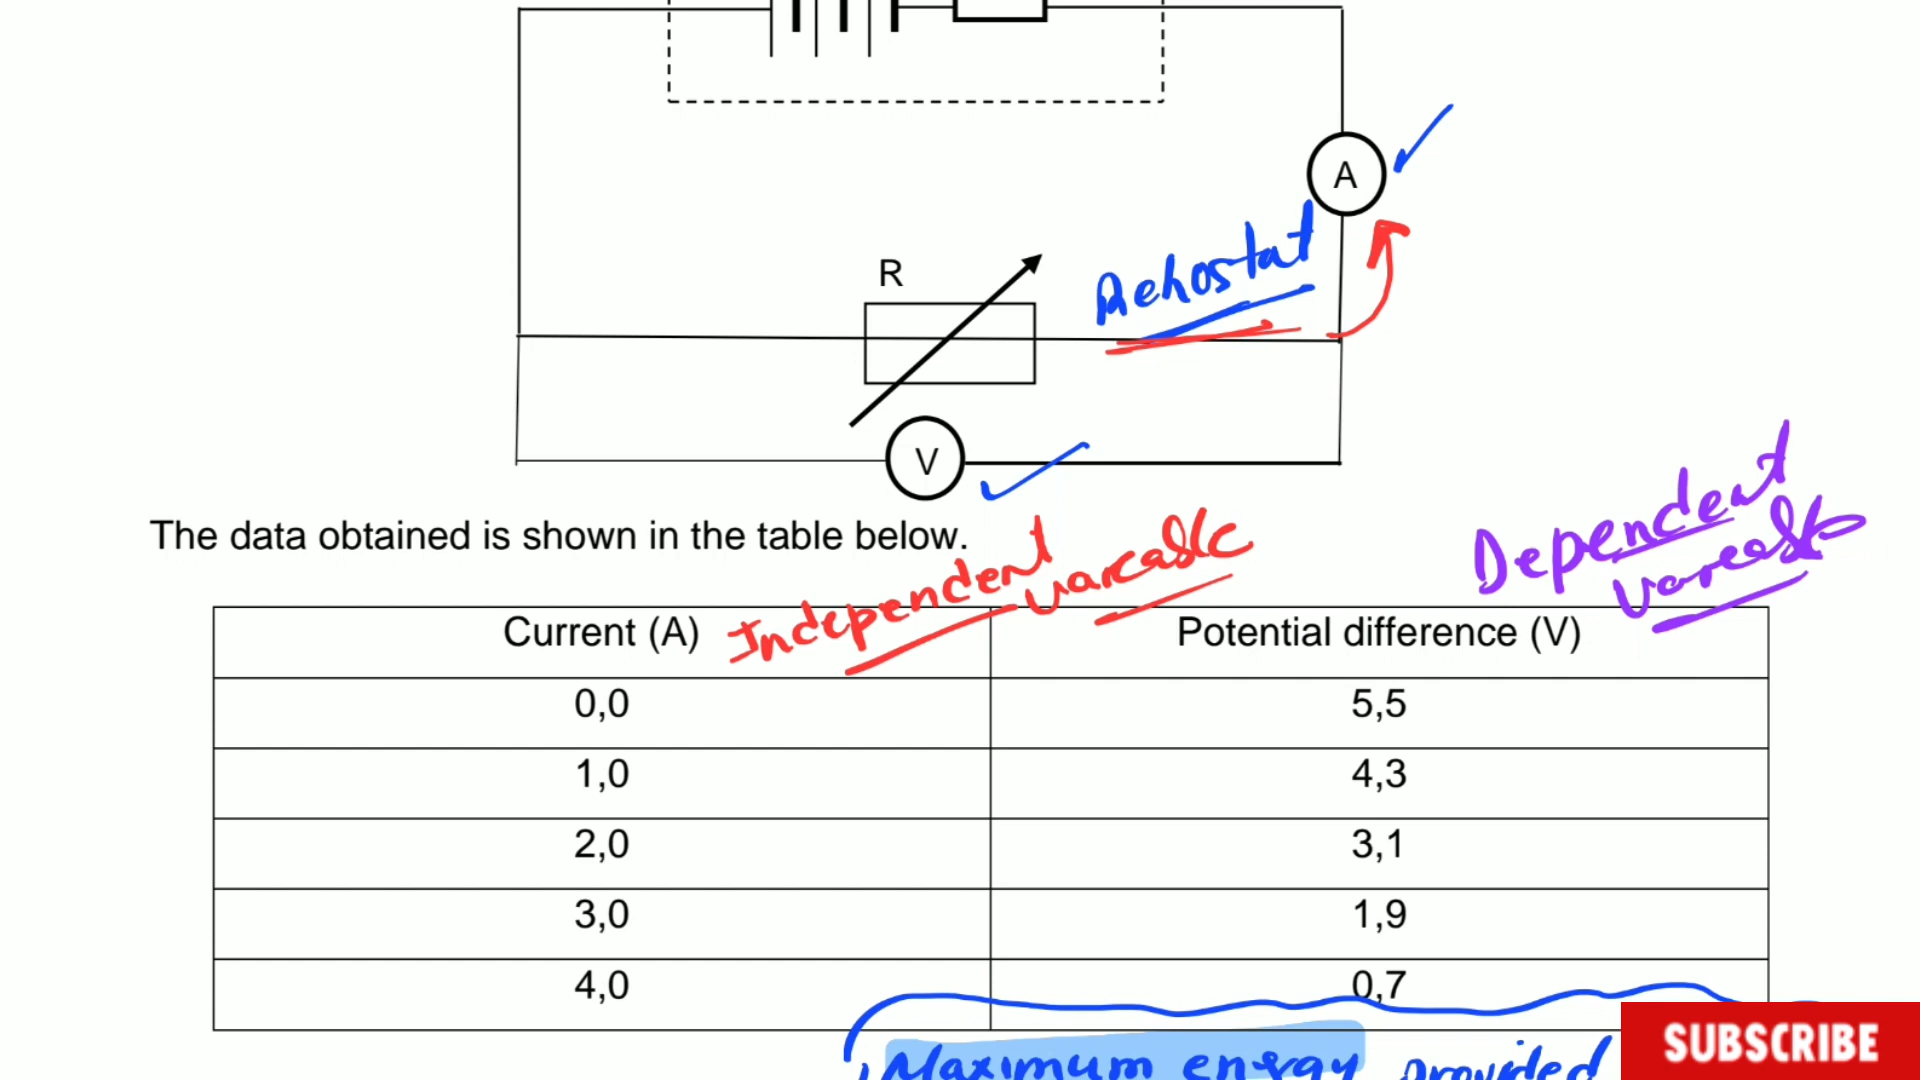 A
Rehostat
R
V
The data obtained is shown in the table below.
Independent variable
Dependent variable
Current (A) Potential difference (V)
0,0 5,5
1,0 4,3
2,0 3,1
3,0 1,9
4,0 0,7
Maximum energy provided
SUBSCRIBE